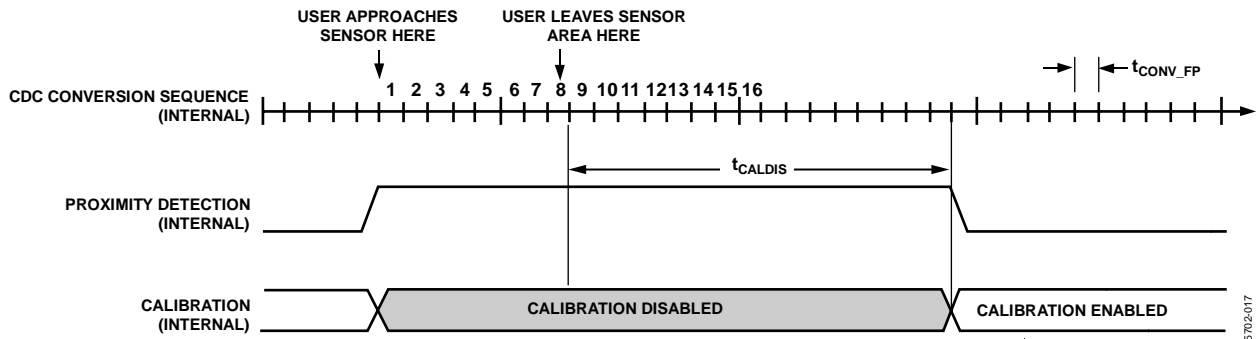 USER APPROACHES
SENSOR HERE
USER LEAVES SENSOR
AREA HERE
tCONV_FP
1 2 3 4 5 6 7 8 9 10 11 12 13 14 15 16
CDC CONVERSION SEQUENCE
(INTERNAL)
tCALDIS
PROXIMITY DETECTION
(INTERNAL)
CALIBRATION
(INTERNAL)
CALIBRATION DISABLED
CALIBRATION ENABLED
5702-017